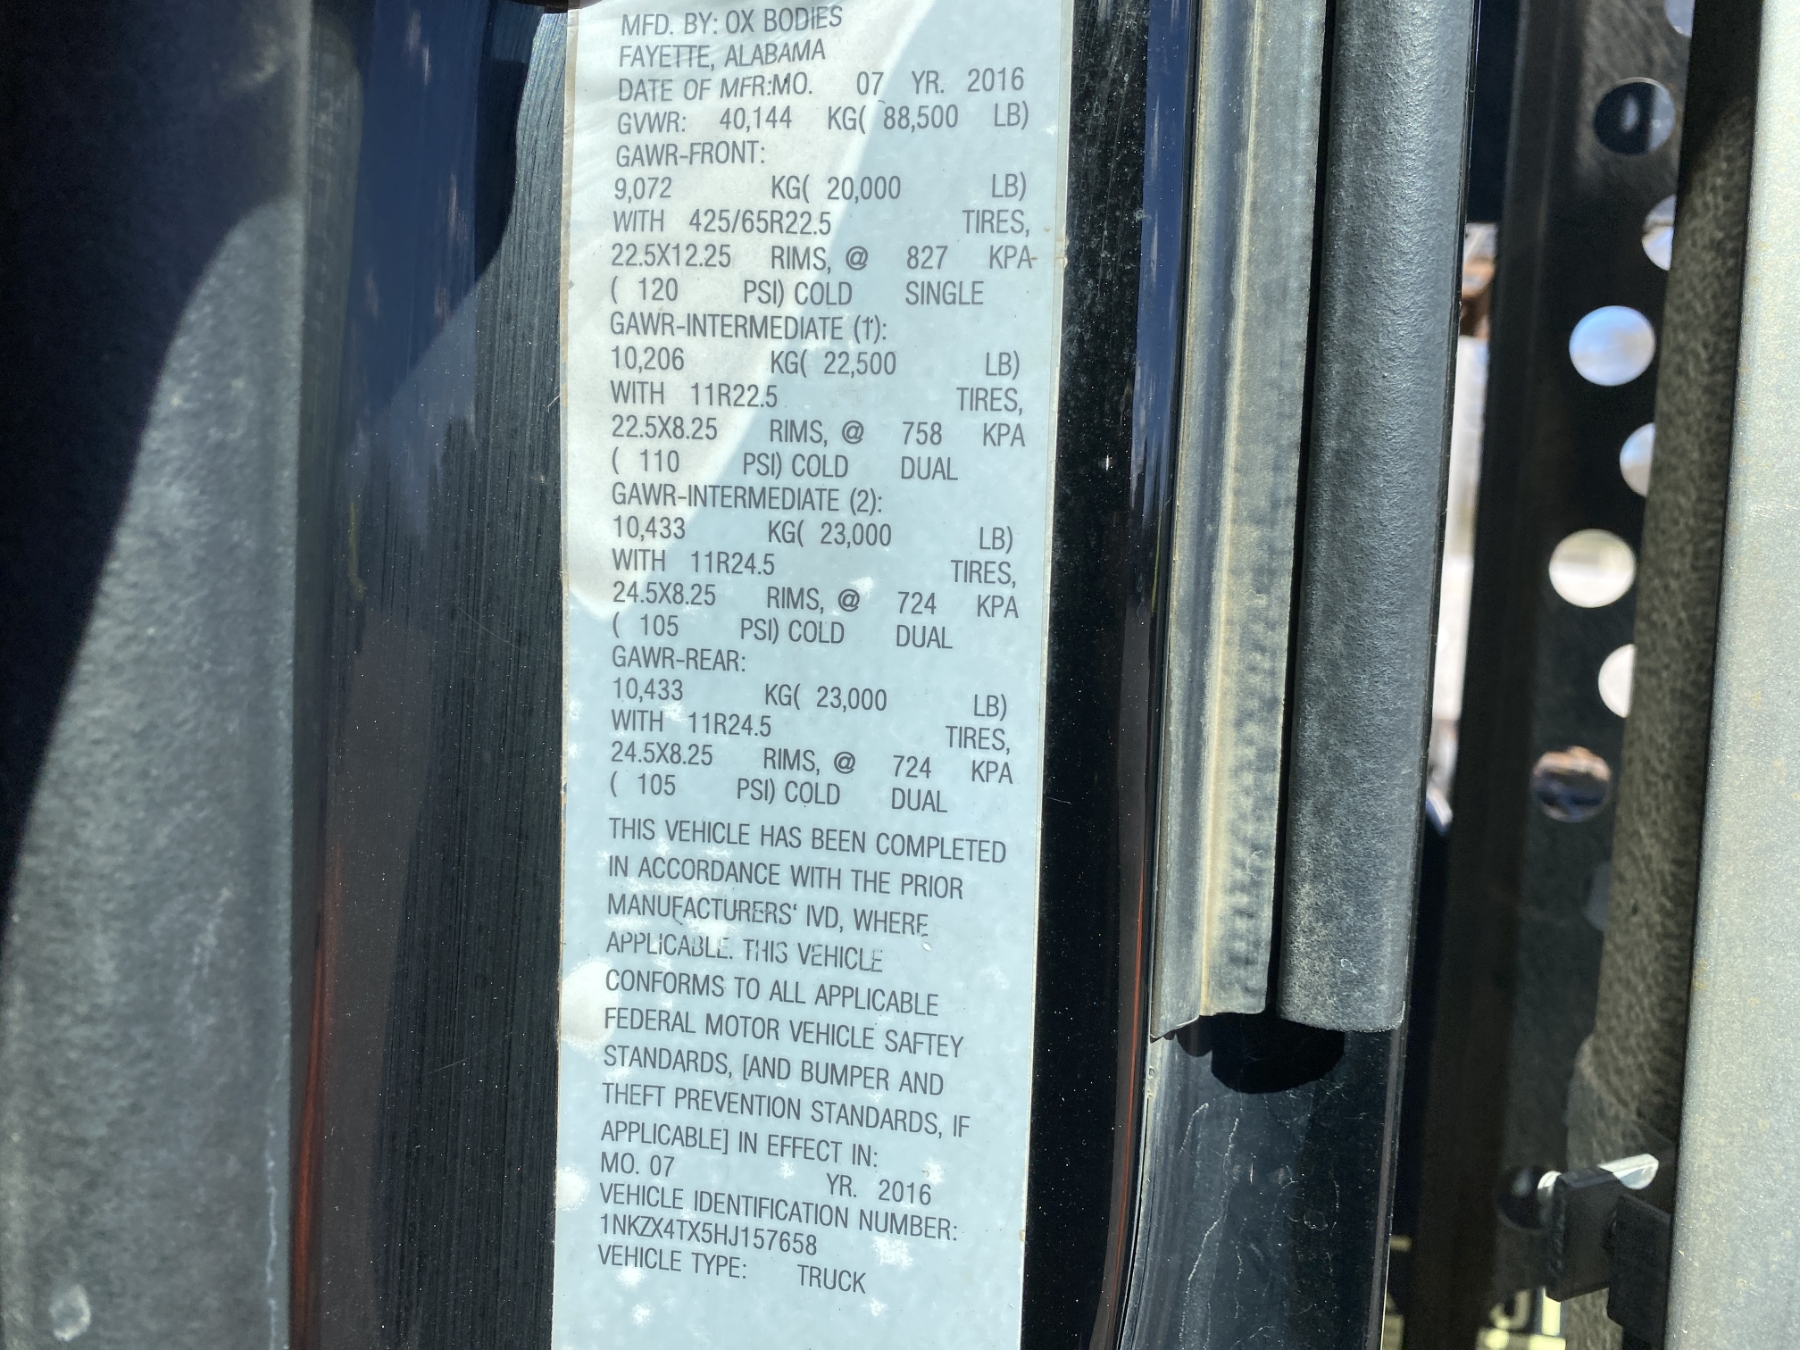 MFD. BY: OX BODIES
FAYETTE, ALABAMA
DATE OF MFR:MO. 07 YR. 2016
GVWR: 40,144 KG( 88,500 LB)
GAWR-FRONT:
9,072 KG( 20,000 LB)
WITH 425/65R22.5 TIRES,
22.5X12.25 RIMS, @ 827 KPA
( 120 PSI) COLD SINGLE
GAWR-INTERMEDIATE (1):
10,206 KG( 22,500 LB)
WITH 11R22.5 TIRES,
22.5X8.25 RIMS, @ 758 KPA
( 110 PSI) COLD DUAL
GAWR-INTERMEDIATE (2):
10,433 KG( 23,000 LB)
WITH 11R24.5 TIRES,
24.5X8.25 RIMS, @ 724 KPA
( 105 PSI) COLD DUAL
GAWR-REAR:
10,433 KG( 23,000 LB)
WITH 11R24.5 TIRES,
24.5X8.25 RIMS, @ 724 KPA
( 105 PSI) COLD DUAL
THIS VEHICLE HAS BEEN COMPLETED
IN ACCORDANCE WITH THE PRIOR
MANUFACTURERS' IVD, WHERE
APPLICABLE. THIS VEHICLE
CONFORMS TO ALL APPLICABLE
FEDERAL MOTOR VEHICLE SAFTEY
STANDARDS, [AND BUMPER AND
THEFT PREVENTION STANDARDS, IF
APPLICABLE] IN EFFECT IN:
MO. 07 YR. 2016
VEHICLE IDENTIFICATION NUMBER:
1NKZX4TX5HJ157658
VEHICLE TYPE: TRUCK